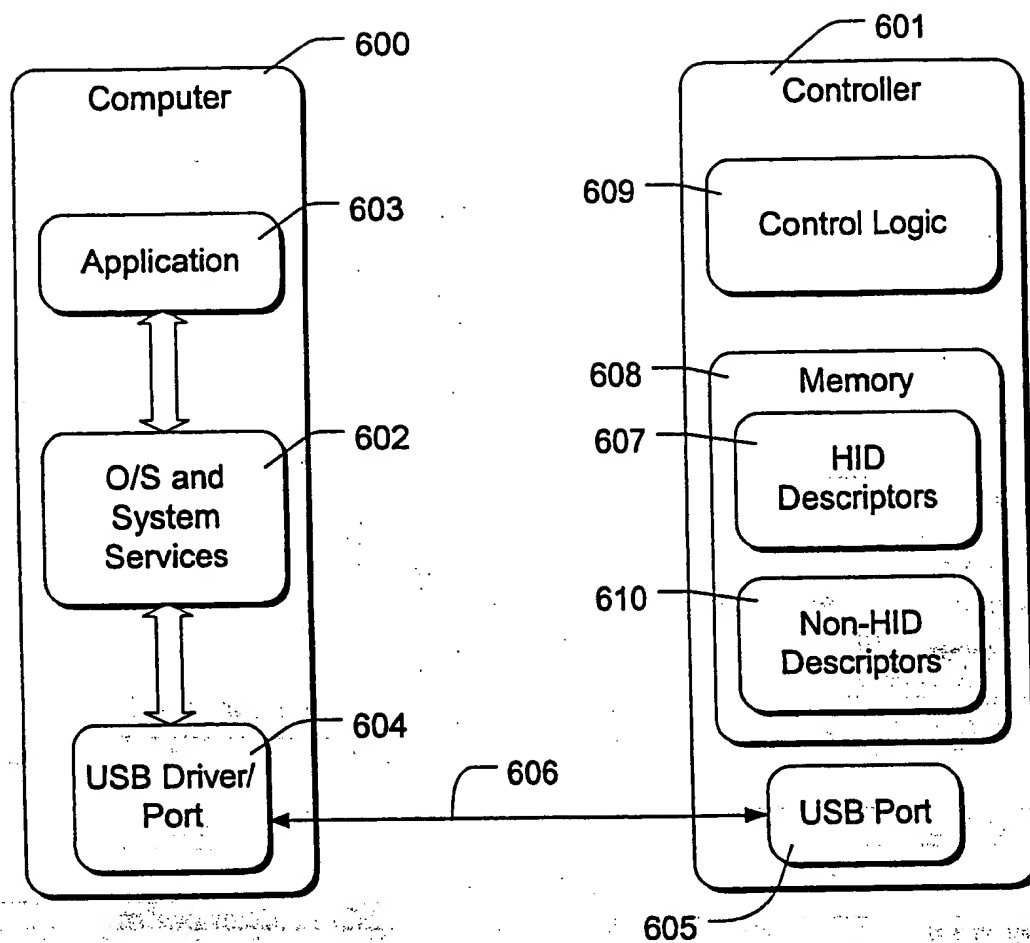 600
Computer
603
Application
602
O/S and
System
Services
604
USB Driver/
Port
606
601
Controller
609
Control Logic
608
Memory
607
HID
Descriptors
610
Non-HID
Descriptors
USB Port
605